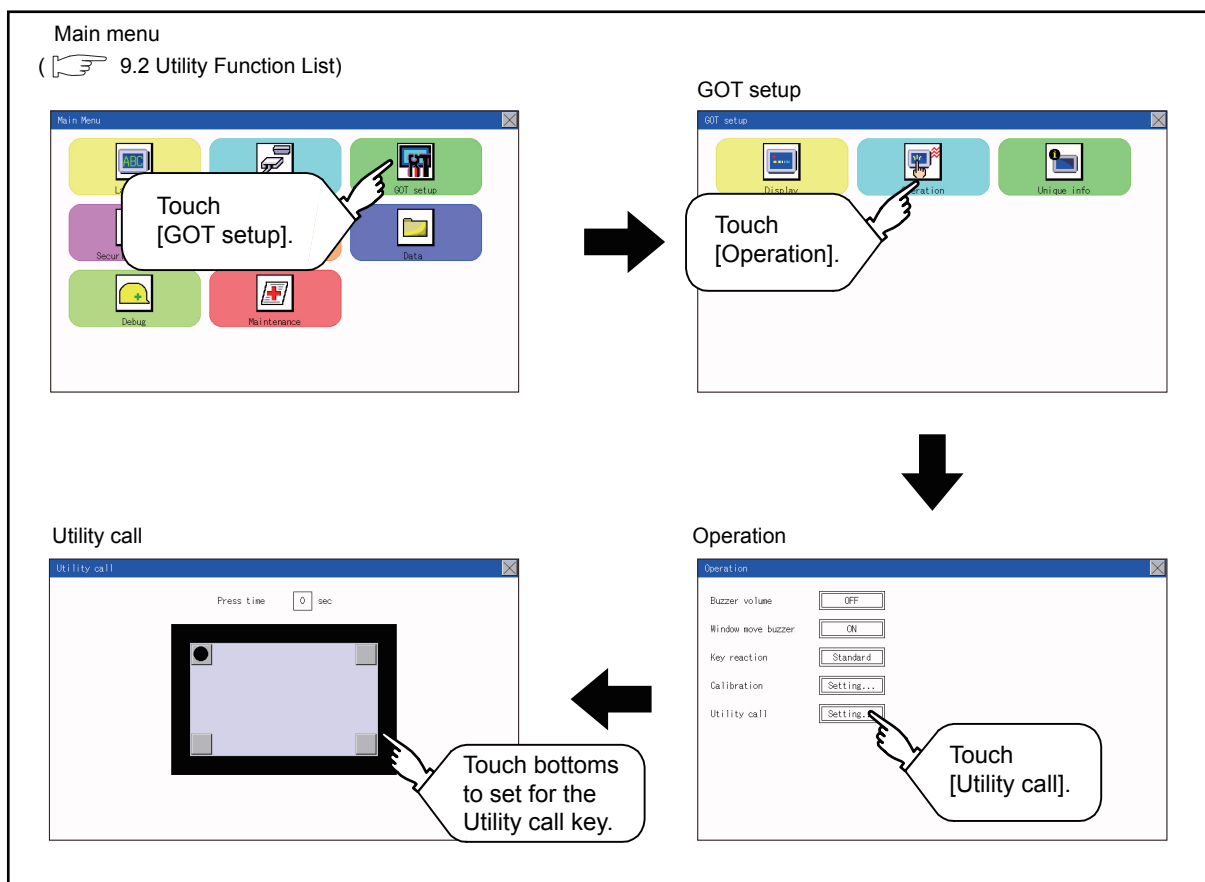 Main menu
( 9.2 Utility Function List)
Main Menu
ABC
GOT setup
Touch
[GOT setup].
Data
Debug
Maintenance
GOT setup
GOT setup
Display
Unique info
Touch
[Operation].
Operation
Operation
Buzzer volume OFF
Window move buzzer ON
Key reaction Standard
Calibration Setting...
Utility call Setting.
Touch
[Utility call].
Utility call
Utility call
Press time 0 sec
Touch bottoms
to set for the
Utility call key.